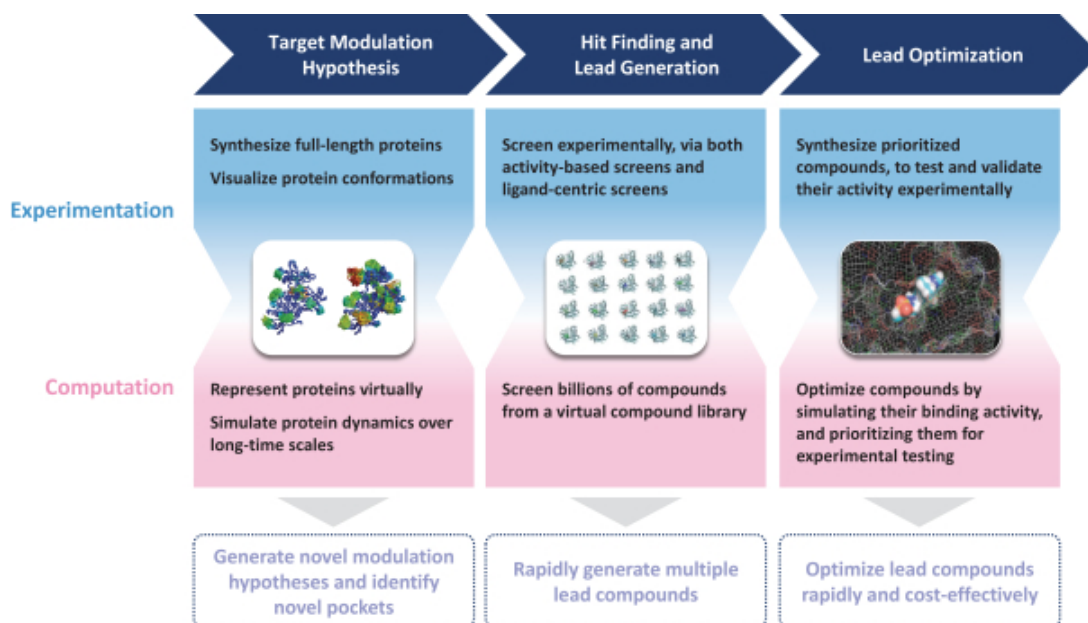 Target Modulation
Hypothesis
Hit Finding and
Lead Generation
Lead Optimization
Experimentation
Synthesize full-length proteins
Visualize protein conformations
Screen experimentally, via both
activity-based screens and
ligand-centric screens
Synthesize prioritized
compounds, to test and validate
their activity experimentally
Computation
Represent proteins virtually
Simulate protein dynamics over
long-time scales
Screen billions of compounds
from a virtual compound library
Optimize compounds by
simulating their binding activity,
and prioritizing them for
experimental testing
Generate novel modulation
hypotheses and identify
novel pockets
Rapidly generate multiple
lead compounds
Optimize lead compounds
rapidly and cost-effectively